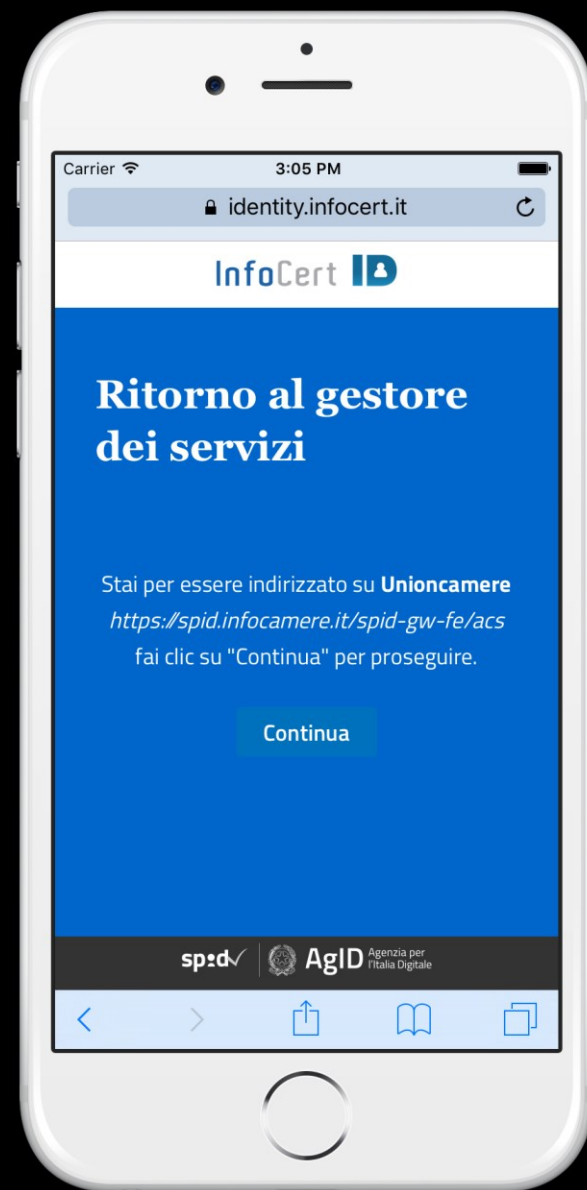 Carrier 3:05 PM
identity.infocert.it
InfoCert ID
Ritorno al gestore
dei servizi
Stai per essere indirizzato su Unioncamere
https://spid.infocamere.it/spid-gw-fe/acs
fai clic su "Continua" per proseguire.
Continua
sp:d AgID Agenzia per
l'Italia Digitale